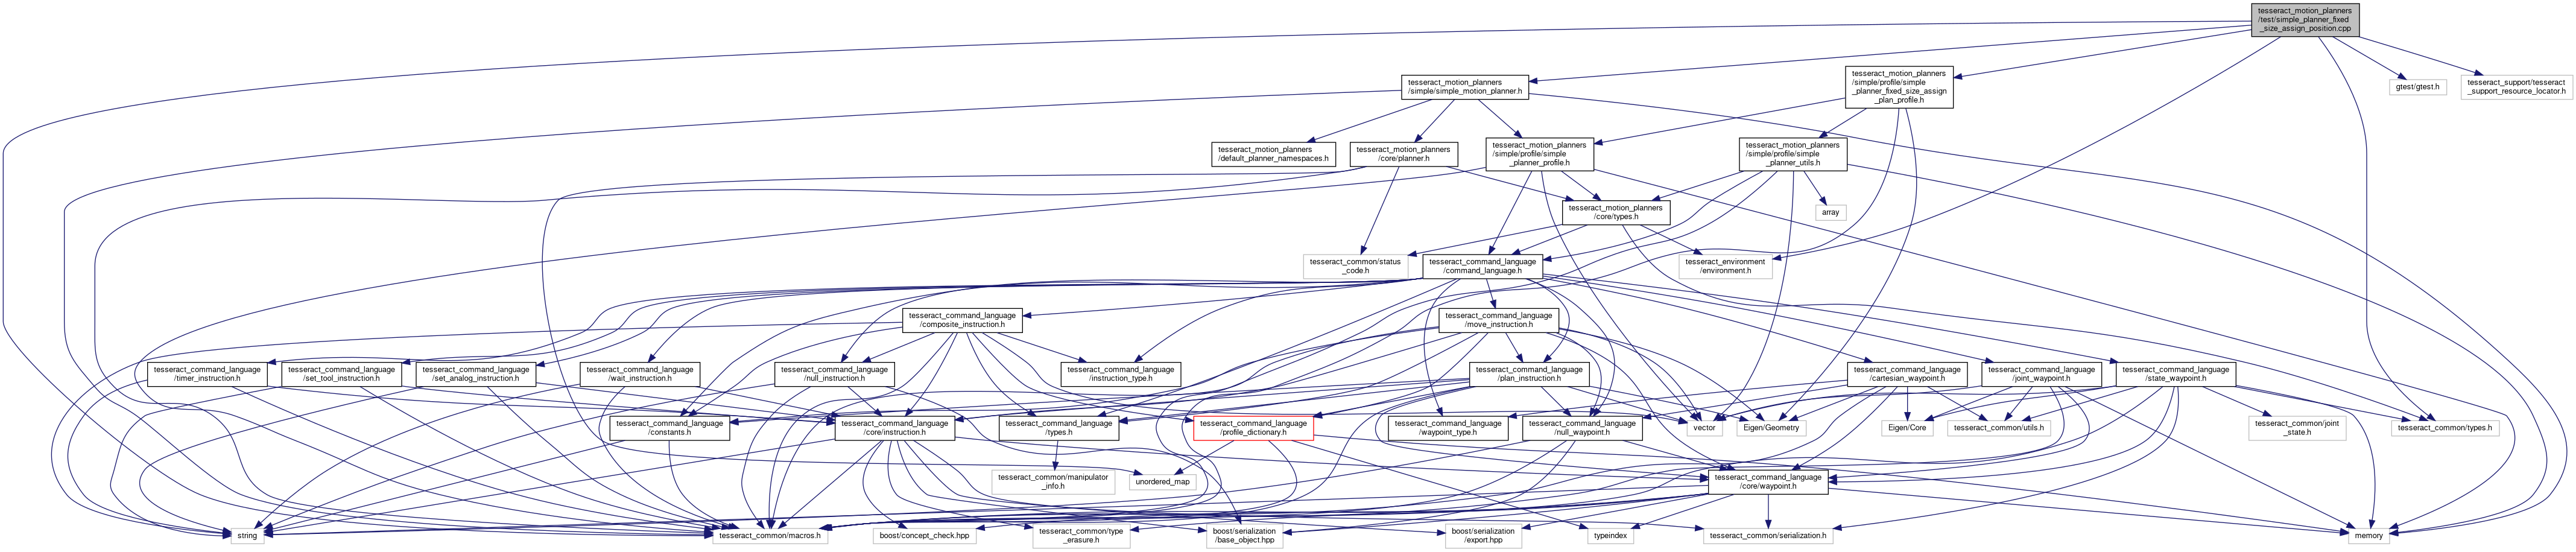 tesseract_motion_planners
/test/simple_planner_fixed
_size_assign_position.cpp
tesseract_motion_planners
/simple/simple_motion_planner.h
tesseract_motion_planners
/simple/profile/simple
_planner_fixed_size_assign
_plan_profile.h
gtest/gtest.h
tesseract_support/tesseract
_support_resource_locator.h
tesseract_motion_planners
/default_planner_namespaces.h
tesseract_motion_planners
/core/planner.h
tesseract_motion_planners
/simple/profile/simple
_planner_profile.h
tesseract_motion_planners
/simple/profile/simple
_planner_utils.h
tesseract_motion_planners
/core/types.h
array
tesseract_common/status
_code.h
tesseract_command_language
/command_language.h
tesseract_environment
/environment.h
tesseract_command_language
/composite_instruction.h
tesseract_command_language
/move_instruction.h
tesseract_command_language
/timer_instruction.h
tesseract_command_language
/set_tool_instruction.h
tesseract_command_language
/set_analog_instruction.h
tesseract_command_language
/wait_instruction.h
tesseract_command_language
/null_instruction.h
tesseract_command_language
/instruction_type.h
tesseract_command_language
/plan_instruction.h
tesseract_command_language
/cartesian_waypoint.h
tesseract_command_language
/joint_waypoint.h
tesseract_command_language
/state_waypoint.h
tesseract_command_language
/constants.h
tesseract_command_language
/core/instruction.h
tesseract_command_language
/types.h
tesseract_command_language
/profile_dictionary.h
tesseract_command_language
/waypoint_type.h
tesseract_command_language
/null_waypoint.h
vector
Eigen/Geometry
Eigen/Core
tesseract_common/utils.h
tesseract_common/joint
_state.h
tesseract_common/types.h
tesseract_common/manipulator
_info.h
unordered_map
tesseract_command_language
/core/waypoint.h
string
tesseract_common/macros.h
boost/concept_check.hpp
tesseract_common/type
_erasure.h
boost/serialization
/base_object.hpp
boost/serialization
/export.hpp
typeindex
tesseract_common/serialization.h
memory